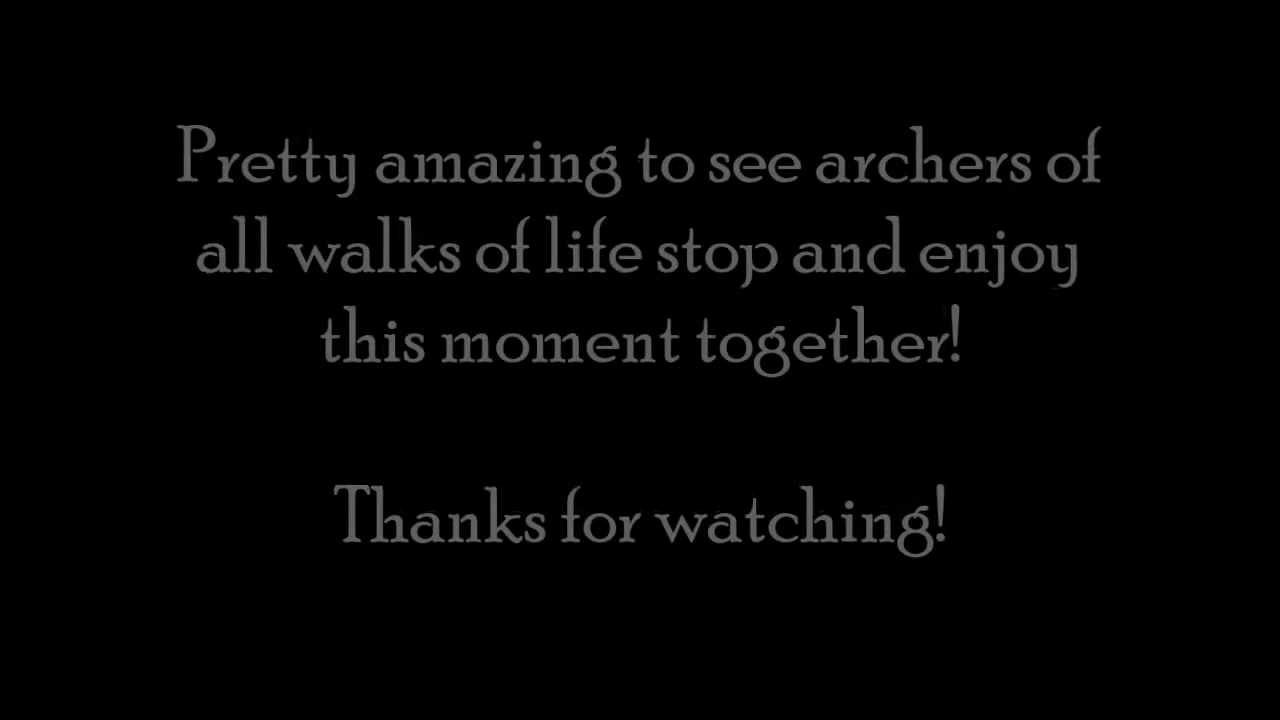 Pretty amazing to see archers of
all walks of life stop and enjoy
this moment together!
Thanks for watching!